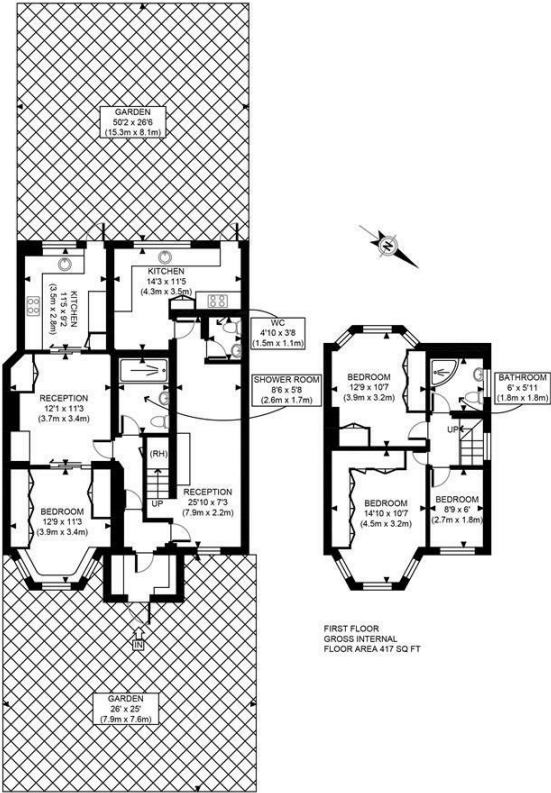 GARDEN
50'2 x 26'6
(15.3m x 8.1m)
KITCHEN
11'5 x 9'2
(3.5m x 2.8m)
KITCHEN
14'3 x 11'5
(4.3m x 3.5m)
WC
4'10 x 3'8
(1.5m x 1.1m)
SHOWER ROOM
8'6 x 5'8
(2.6m x 1.7m)
RECEPTION
12'1 x 11'3
(3.7m x 3.4m)
(RH)
UP
RECEPTION
25'10 x 7'3
(7.9m x 2.2m)
BEDROOM
12'9 x 11'3
(3.9m x 3.4m)
IN
GARDEN
26' x 25'
(7.9m x 7.6m)
BEDROOM
12'9 x 10'7
(3.9m x 3.2m)
BATHROOM
6' x 5'11
(1.8m x 1.8m)
UP
BEDROOM
14'10 x 10'7
(4.5m x 3.2m)
BEDROOM
8'9 x 6'
(2.7m x 1.8m)
FIRST FLOOR
GROSS INTERNAL
FLOOR AREA 417 SQ FT